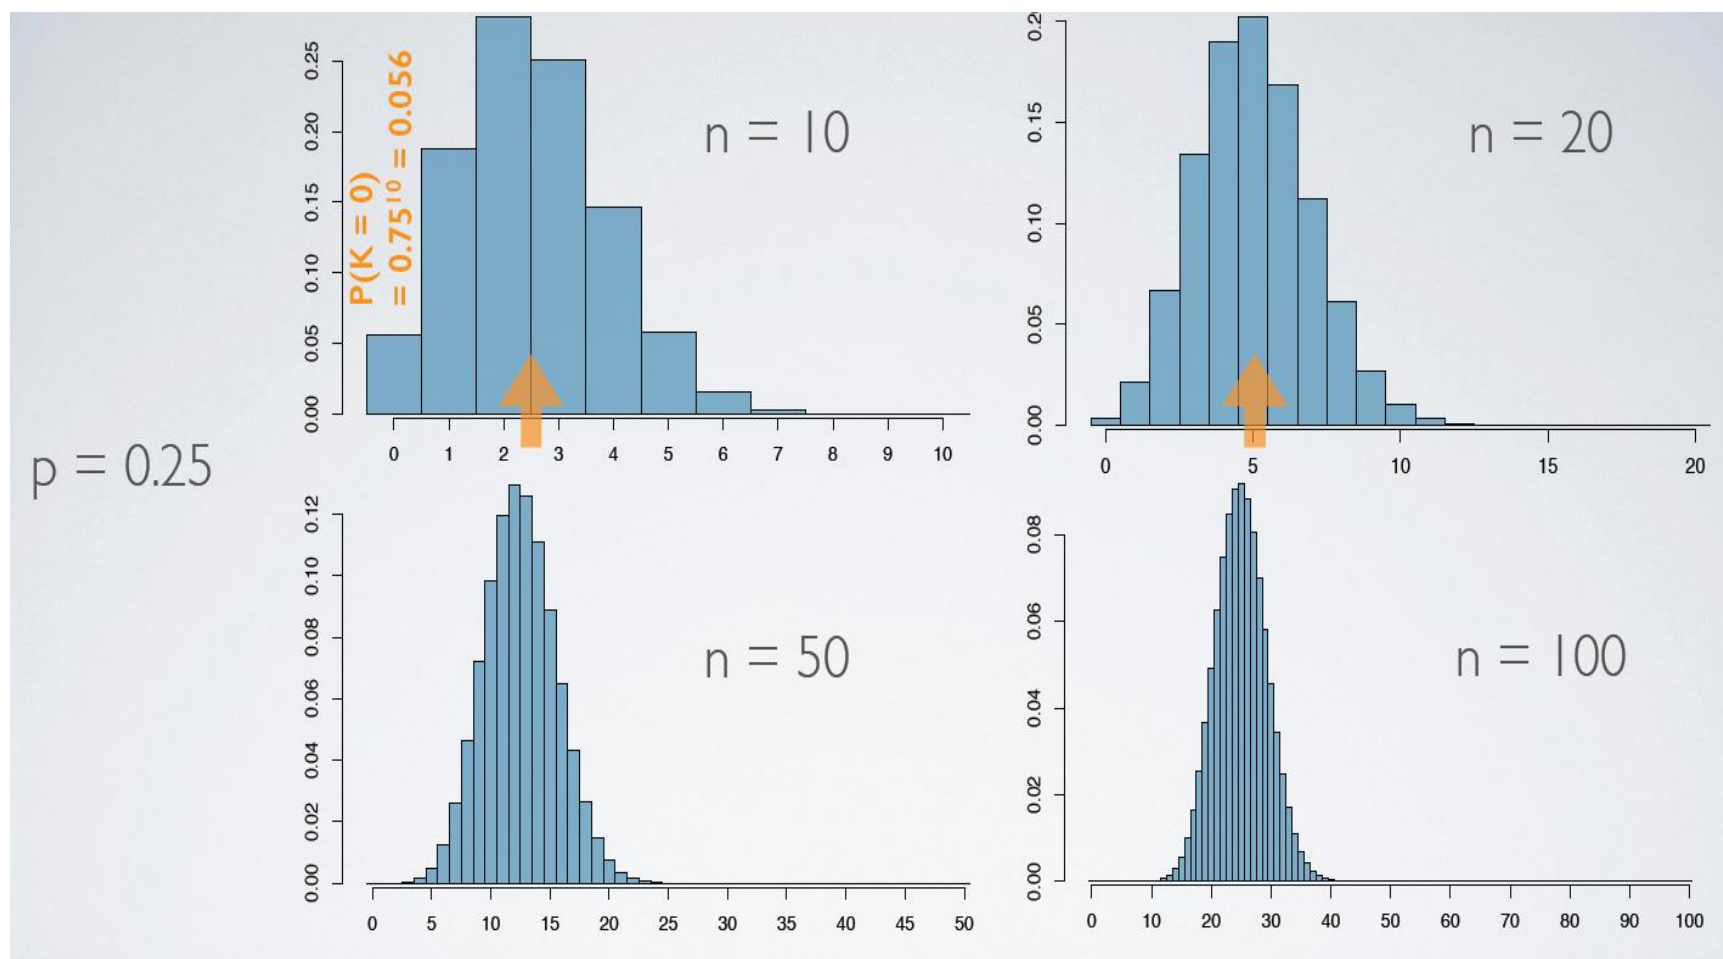 p = 0.25
n = 10
P(K = 0)
= 0.75¹⁰ = 0.056
0.00 0.05 0.10 0.15 0.20 0.25
0 1 2 3 4 5 6 7 8 9 10
n = 20
0.00 0.05 0.10 0.15 0.2
0 5 10 15 20
n = 50
0.00 0.02 0.04 0.06 0.08 0.10 0.12
0 5 10 15 20 25 30 35 40 45 50
n = 100
0.00 0.02 0.04 0.06 0.08
0 10 20 30 40 50 60 70 80 90 100